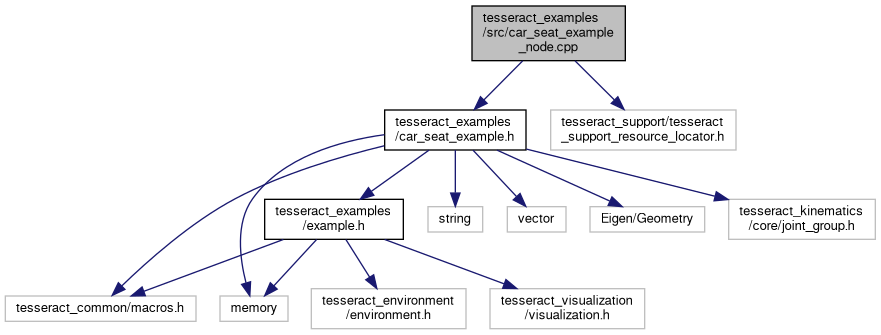 tesseract_examples
/src/car_seat_example
_node.cpp
tesseract_examples
/car_seat_example.h
tesseract_support/tesseract
_support_resource_locator.h
tesseract_examples
/example.h
string
vector
Eigen/Geometry
tesseract_kinematics
/core/joint_group.h
tesseract_common/macros.h
memory
tesseract_environment
/environment.h
tesseract_visualization
/visualization.h